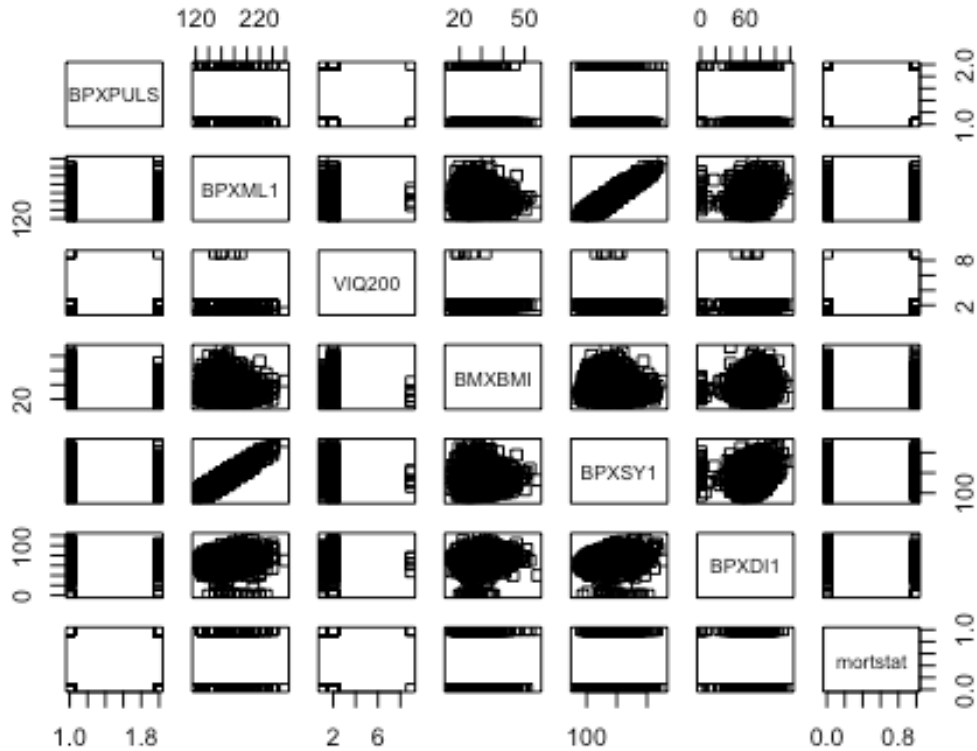 120 220 20 50 0 60
BPXPULS 1.0 2.0
120 BPXML1
VIQ200 2 8
20 BMXBMI
BPXSY1 100
0 100 BPXDI1
mortstat 0.0 1.0
1.0 1.8 2 6 100 0.0 0.8